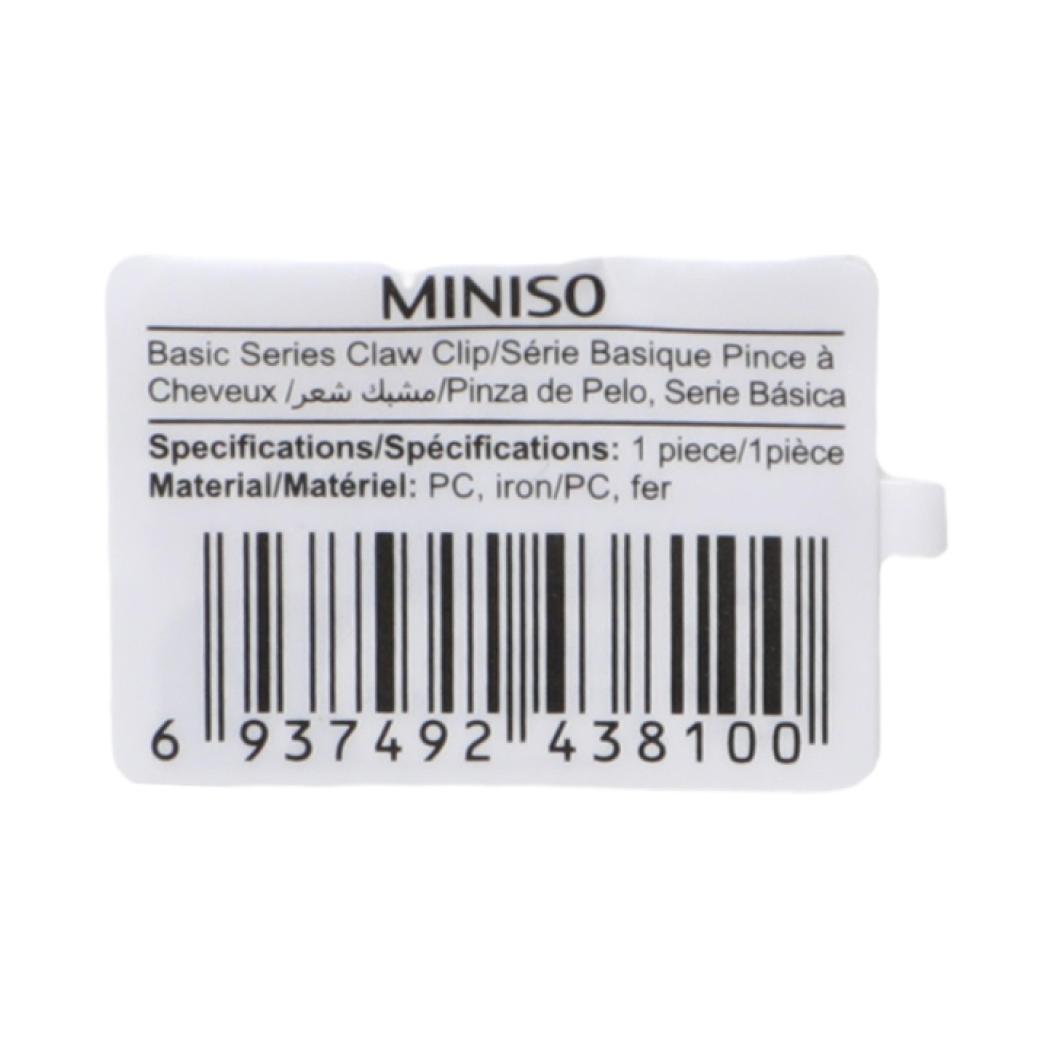 MINISO
Basic Series Claw Clip/Série Basique Pince à
Cheveux /مشبك شعر/Pinza de Pelo, Serie Básica
Specifications/Spécifications: 1 piece/1pièce
Material/Matériel: PC, iron/PC, fer
6 937492 438100